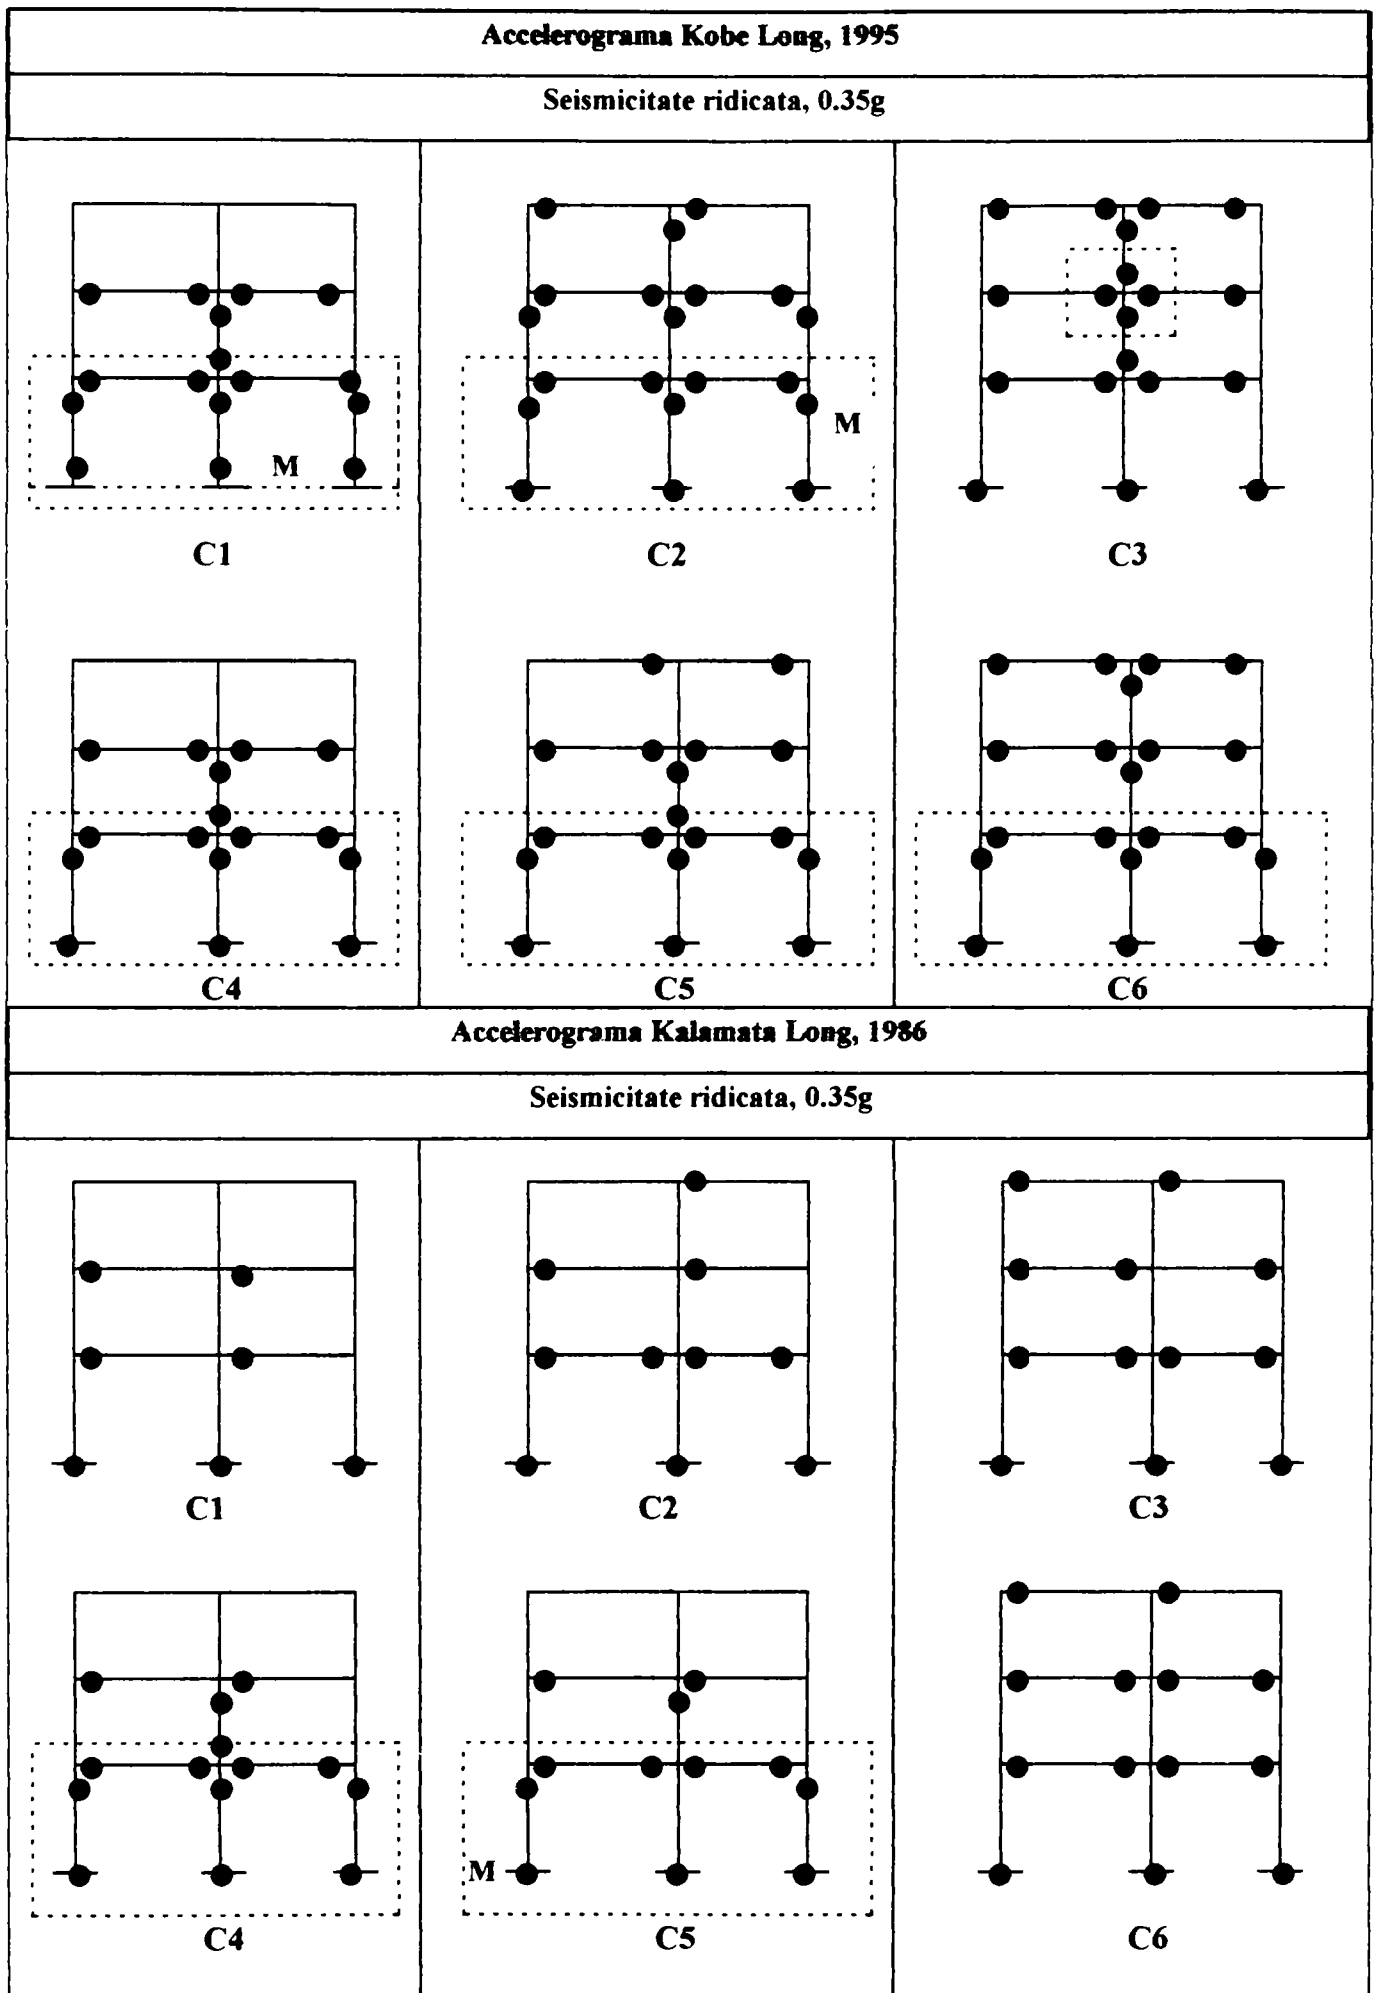 Accelerograma Kobe Long, 1995
Seismicitate ridicata, 0.35g
M
M
C1
C2
C3
C4
C5
C6
Accelerograma Kalamata Long, 1986
Seismicitate ridicata, 0.35g
C1
C2
C3
M
C4
C5
C6